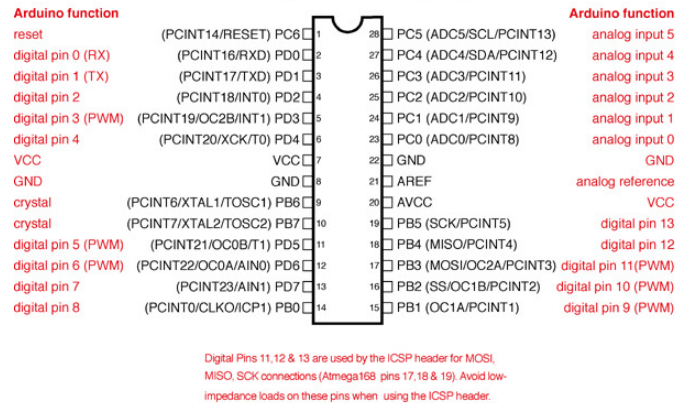 Arduino function Arduino function
reset (PCINT14/RESET) PC6 1 28 PC5 (ADC5/SCL/PCINT13) analog input 5
digital pin 0 (RX) (PCINT16/RXD) PD0 2 27 PC4 (ADC4/SDA/PCINT12) analog input 4
digital pin 1 (TX) (PCINT17/TXD) PD1 3 26 PC3 (ADC3/PCINT11) analog input 3
digital pin 2 (PCINT18/INT0) PD2 4 25 PC2 (ADC2/PCINT10) analog input 2
digital pin 3 (PWM) (PCINT19/OC2B/INT1) PD3 5 24 PC1 (ADC1/PCINT9) analog input 1
digital pin 4 (PCINT20/XCK/T0) PD4 6 23 PC0 (ADC0/PCINT8) analog input 0
VCC VCC 7 22 GND GND
GND GND 8 21 AREF analog reference
crystal (PCINT6/XTAL1/TOSC1) PB6 9 20 AVCC VCC
crystal (PCINT7/XTAL2/TOSC2) PB7 10 19 PB5 (SCK/PCINT5) digital pin 13
digital pin 5 (PWM) (PCINT21/OC0B/T1) PD5 11 18 PB4 (MISO/PCINT4) digital pin 12
digital pin 6 (PWM) (PCINT22/OC0A/AIN0) PD6 12 17 PB3 (MOSI/OC2A/PCINT3) digital pin 11(PWM)
digital pin 7 (PCINT23/AIN1) PD7 13 16 PB2 (SS/OC1B/PCINT2) digital pin 10 (PWM)
digital pin 8 (PCINT0/CLKO/ICP1) PB0 14 15 PB1 (OC1A/PCINT1) digital pin 9 (PWM)
Digital Pins 11,12 & 13 are used by the ICSP header for MOSI,
MISO, SCK connections (Atmega168 pins 17,18 & 19). Avoid low-
impedance loads on these pins when using the ICSP header.